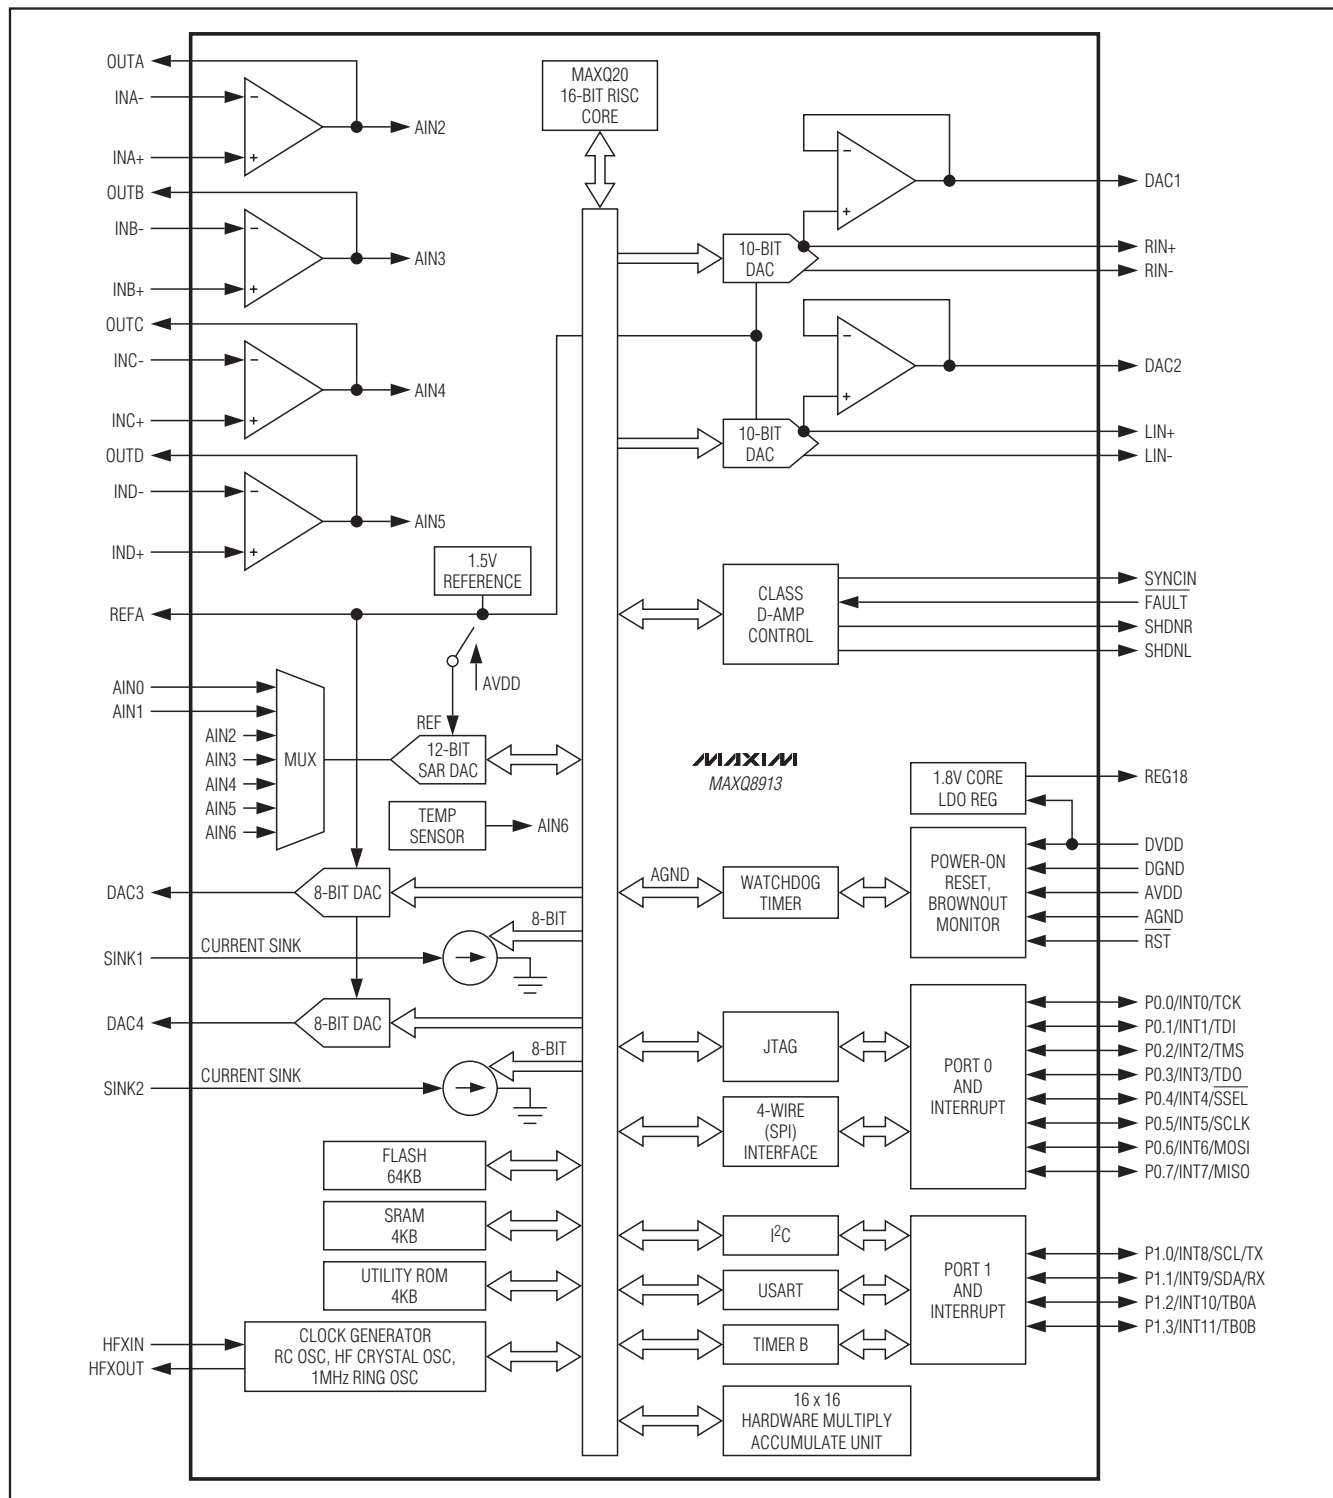 OUTA
INA-
INA+
−
+
AIN2
OUTB
INB-
INB+
−
+
AIN3
OUTC
INC-
INC+
−
+
AIN4
OUTD
IND-
IND+
−
+
AIN5
1.5V
REFERENCE
REFA
AVDD
REF
AIN0
AIN1
AIN2
AIN3
AIN4
AIN5
AIN6
MUX
12-BIT
SAR DAC
TEMP
SENSOR
AIN6
DAC3
8-BIT DAC
8-BIT
SINK1
CURRENT SINK
DAC4
8-BIT DAC
8-BIT
SINK2
CURRENT SINK
FLASH
64KB
SRAM
4KB
UTILITY ROM
4KB
HFXIN
HFXOUT
CLOCK GENERATOR
RC OSC, HF CRYSTAL OSC,
1MHz RING OSC
MAXQ20
16-BIT RISC
CORE
−
+
DAC1
10-BIT
DAC
RIN+
RIN-
−
+
DAC2
10-BIT
DAC
LIN+
LIN-
CLASS
D-AMP
CONTROL
SYNCIN
FAULT
SHDNR
SHDNL
MAXIM
MAXQ8913
1.8V CORE
LDO REG
REG18
AGND
WATCHDOG
TIMER
POWER-ON
RESET,
BROWNOUT
MONITOR
DVDD
DGND
AVDD
AGND
RST
JTAG
4-WIRE
(SPI)
INTERFACE
PORT 0
AND
INTERRUPT
P0.0/INT0/TCK
P0.1/INT1/TDI
P0.2/INT2/TMS
P0.3/INT3/TDO
P0.4/INT4/SSEL
P0.5/INT5/SCLK
P0.6/INT6/MOSI
P0.7/INT7/MISO
I2C
USART
TIMER B
PORT 1
AND
INTERRUPT
P1.0/INT8/SCL/TX
P1.1/INT9/SDA/RX
P1.2/INT10/TB0A
P1.3/INT11/TB0B
16 x 16
HARDWARE MULTIPLY
ACCUMULATE UNIT